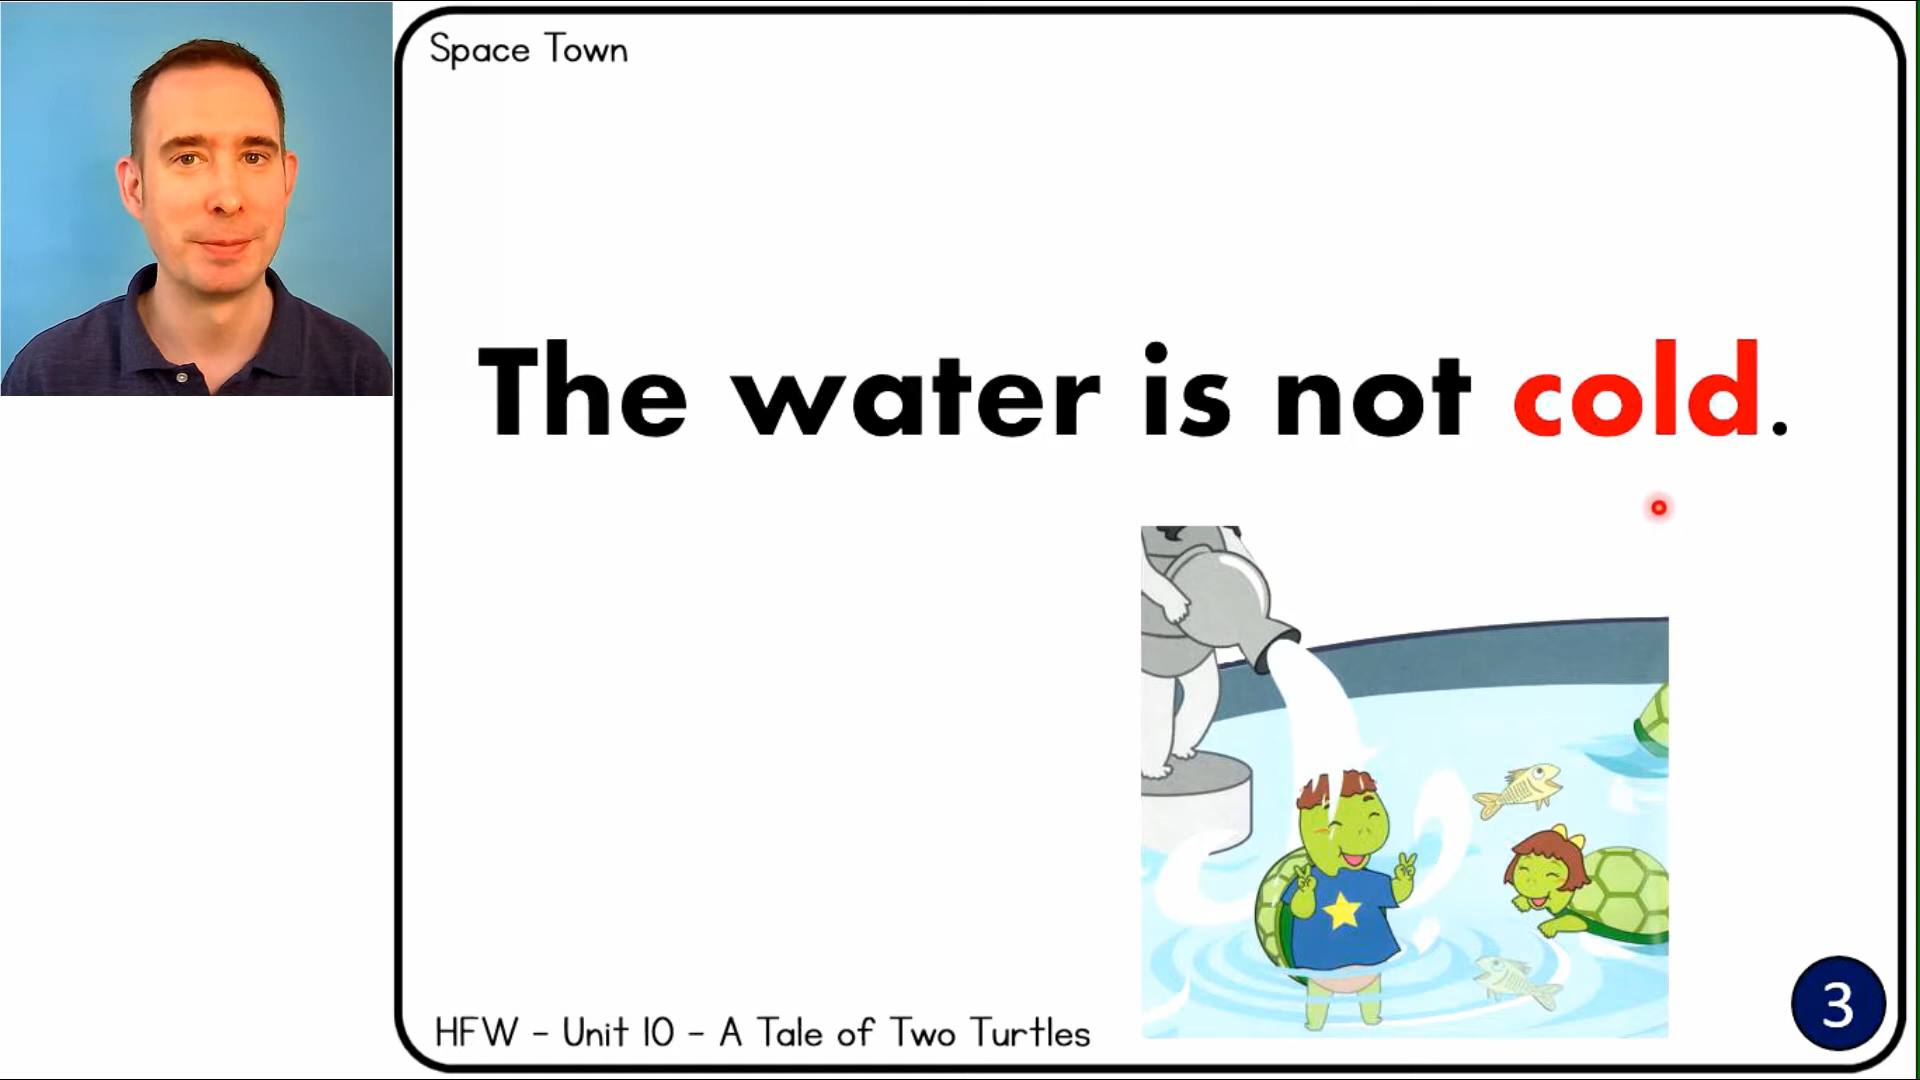 Space Town
The water is not cold.
HFW - Unit 10 - A Tale of Two Turtles
3